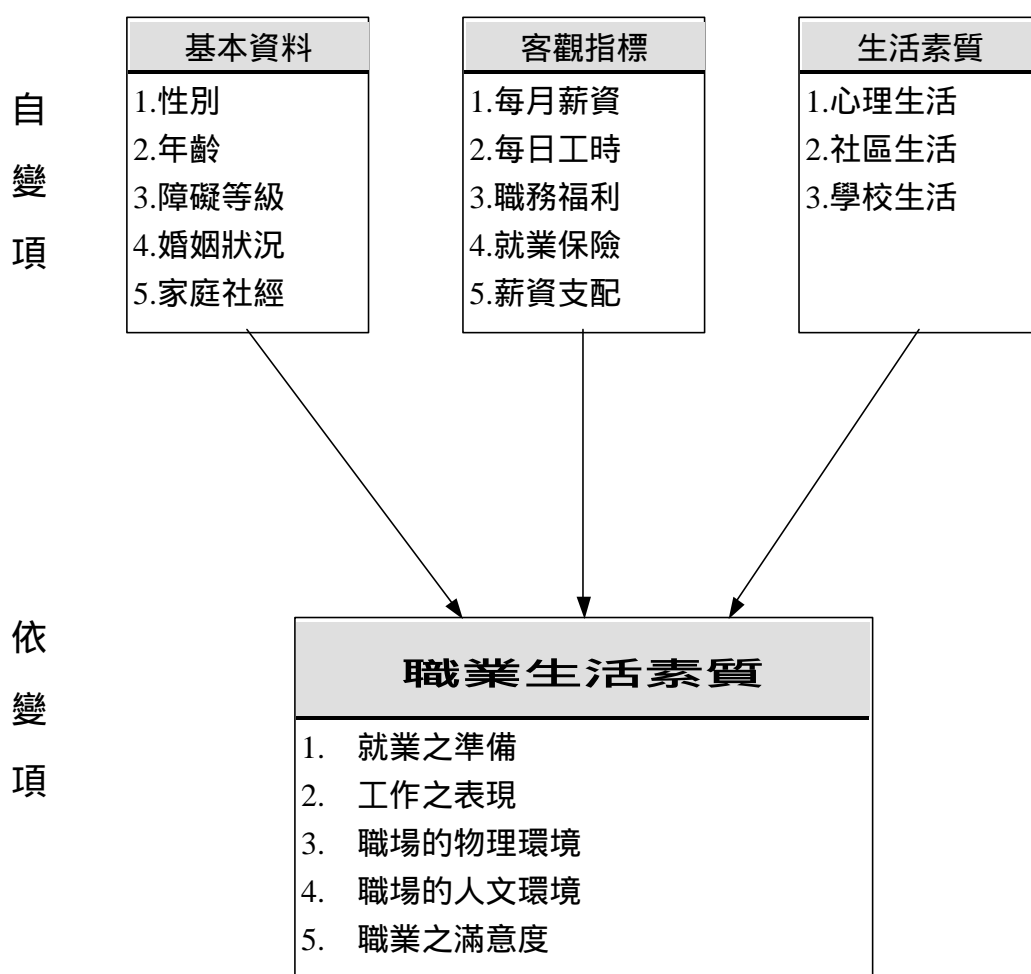 自
變
項
基本資料
1.性別
2.年齡
3.障礙等級
4.婚姻狀況
5.家庭社經
客觀指標
1.每月薪資
2.每日工時
3.職務福利
4.就業保險
5.薪資支配
生活素質
1.心理生活
2.社區生活
3.學校生活
依
變
項
職業生活素質
1. 就業之準備
2. 工作之表現
3. 職場的物理環境
4. 職場的人文環境
5. 職業之滿意度